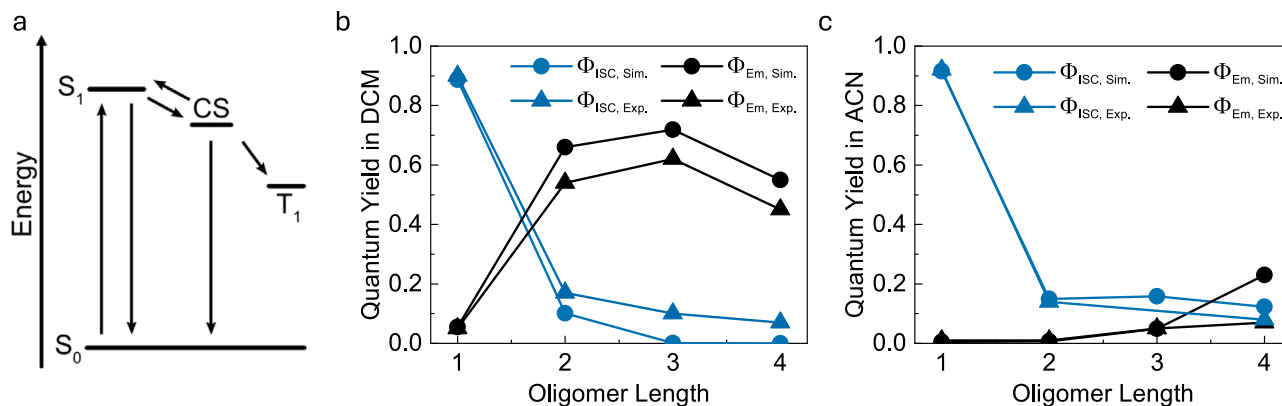 a
Energy
S1
CS
T1
S0
b
Quantum Yield in DCM
1.0
0.8
0.6
0.4
0.2
0.0
ΦISC, Sim.
ΦEm, Sim.
ΦISC, Exp.
ΦEm, Exp.
1 2 3 4
Oligomer Length
c
Quantum Yield in ACN
1.0
0.8
0.6
0.4
0.2
0.0
ΦISC, Sim.
ΦEm, Sim.
ΦISC, Exp.
ΦEm, Exp.
1 2 3 4
Oligomer Length